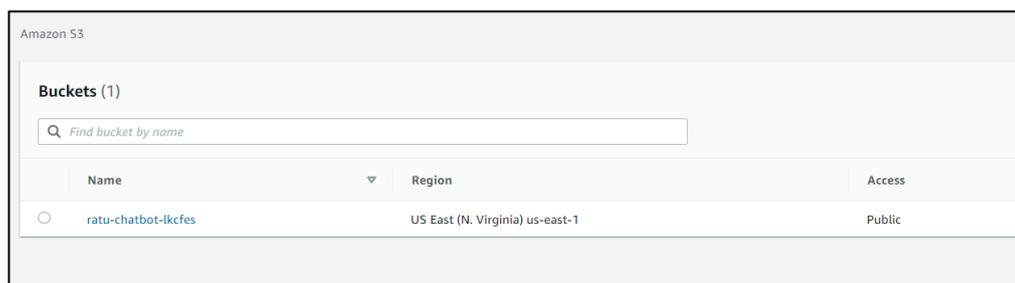 Amazon S3
Buckets (1)
Find bucket by name
Name Region Access
ratu-chatbot-lkcfes US East (N. Virginia) us-east-1 Public